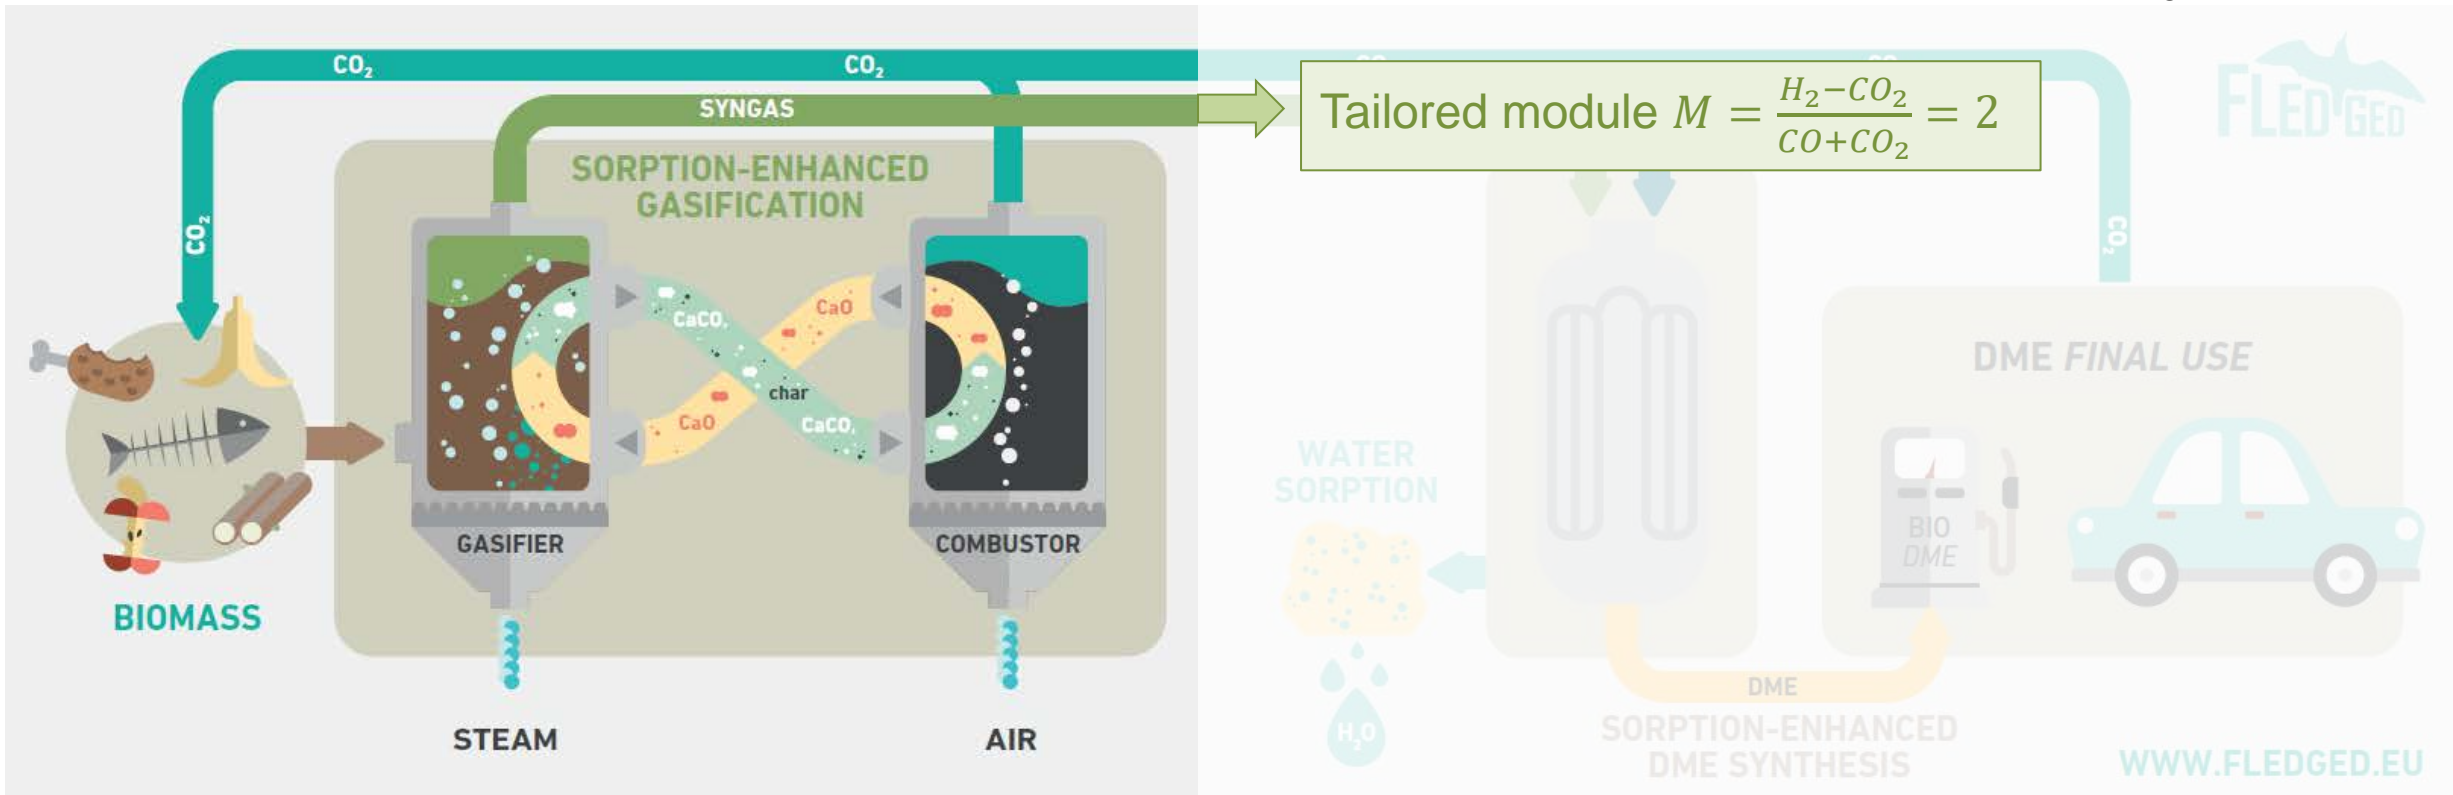 CO₂
CO₂
SYNGAS
Tailored module M = (H₂−CO₂)/(CO+CO₂) = 2
FLEDGED
SORPTION-ENHANCED
GASIFICATION
CO₂
CO₂
CaCO₃
CaO
char
CaO
CaCO₃
DME FINAL USE
WATER
SORPTION
GASIFIER
COMBUSTOR
BIO
DME
BIOMASS
DME
STEAM
AIR
H₂O
SORPTION-ENHANCED
DME SYNTHESIS
WWW.FLEDGED.EU